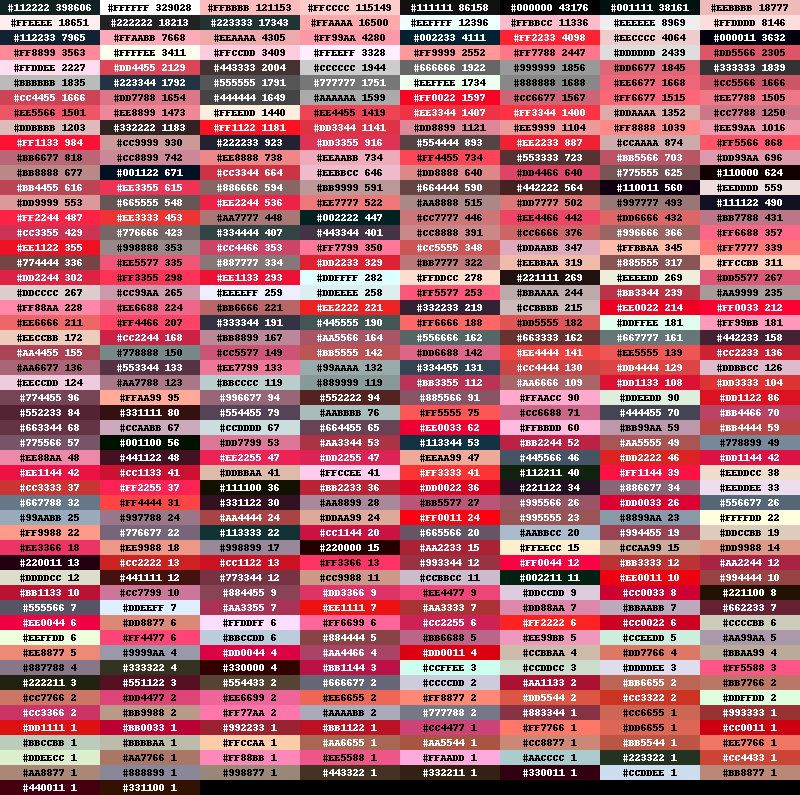 #112222 398606 #FFFFFF 329028 #FFBBBB 121153 #FFCCCC 115149 #111111 86158 #000000 43176 #001111 38161 #EEBBBB 18777
#FFEEEE 18651 #222222 18213 #223333 17343 #FFAAAA 16500 #EEFFFF 12396 #FFBBCC 11336 #EEEEEE 8969 #FFDDDD 8146
#112233 7965 #FFAABB 7668 #EEAAAA 4305 #FF99AA 4280 #002233 4111 #FF2233 4098 #EECCCC 4064 #000011 3632
#FF8899 3563 #FFFFEE 3411 #FFCCDD 3409 #FFEEFF 3328 #FF9999 2552 #FF7788 2447 #DDDDDD 2439 #DD5566 2305
#FFDDEE 2227 #DD4455 2129 #443333 2004 #CCCCCC 1944 #666666 1922 #999999 1856 #DD6677 1845 #333333 1839
#BBBBBB 1835 #223344 1792 #555555 1791 #777777 1751 #EEFFEE 1734 #888888 1688 #EE6677 1668 #CC5566 1666
#CC4455 1666 #DD7788 1654 #444444 1649 #AAAAAA 1599 #FF0022 1597 #CC6677 1567 #FF6677 1515 #EE7788 1505
#EE5566 1501 #EE8899 1473 #FFEEDD 1440 #EE4455 1419 #EE3344 1407 #FF3344 1400 #DDAAAA 1352 #CC7788 1250
#DDBBBB 1203 #332222 1183 #FF1122 1181 #DD3344 1141 #DD8899 1121 #EE9999 1104 #FF8888 1039 #EE99AA 1016
#FF1133 984 #CC9999 930 #222233 923 #DD3355 916 #554444 893 #EE2233 887 #CCAAAA 874 #FF5566 868
#BB6677 818 #CC8899 742 #EE8888 738 #EEAABB 734 #FF4455 734 #553333 723 #BB5566 703 #DD99AA 696
#BB8888 677 #001122 671 #CC3344 664 #EEBBCC 646 #DD8888 640 #DD4466 640 #775555 625 #110000 624
#BB4455 616 #EE3355 615 #886666 594 #BB9999 591 #664444 590 #442222 564 #110011 560 #EEDDDD 559
#DD9999 553 #665555 548 #EE2244 536 #EE7777 522 #AA8888 515 #DD7777 502 #997777 493 #111122 490
#FF2244 487 #EE3333 453 #AA7777 448 #002222 447 #CC7777 446 #EE4466 442 #DD6666 432 #BB7788 431
#CC3355 429 #776666 423 #334444 407 #443344 401 #CC8888 391 #CC6666 376 #996666 366 #FF6688 357
#EE1122 355 #998888 353 #CC4466 353 #FF7799 350 #CC5555 348 #DDAABB 347 #FFBBAA 345 #FF7777 339
#774444 336 #EE5577 335 #887777 334 #DD2233 329 #BB7777 322 #EEBBAA 319 #885555 317 #FFCCBB 311
#DD2244 302 #FF3355 298 #EE1133 293 #DDFFFF 282 #FFDDCC 278 #221111 269 #EEEEDD 269 #DD5577 267
#DDCCCC 267 #CC99AA 265 #EEEEFF 259 #DDEEEE 258 #FF5577 253 #BBAAAA 244 #BB3344 239 #AA9999 235
#FF88AA 228 #EE6688 224 #BB6666 221 #EE2222 221 #332233 219 #CCBBBB 215 #EE0022 214 #FF0033 212
#EE6666 211 #FF4466 207 #333344 191 #445555 190 #FF6666 188 #DD5555 182 #DDFFEE 181 #FF99BB 181
#EECCBB 172 #CC2244 168 #BB8899 167 #AA5566 164 #556666 162 #663333 162 #667777 161 #442233 158
#AA4455 155 #778888 150 #CC5577 149 #BB5555 142 #DD6688 142 #EE4444 141 #EE5555 139 #CC2233 136
#AA6677 136 #553344 133 #EE7799 133 #99AAAA 132 #334455 131 #CC4444 130 #DD4444 129 #DDBBCC 126
#EECCDD 124 #AA7788 123 #BBCCCC 119 #889999 119 #BB3355 112 #AA6666 109 #DD1133 108 #DD3333 104
#774455 96 #FFAA99 95 #996677 94 #552222 94 #885566 91 #FFAACC 90 #DDEEDD 90 #DD1122 86
#552233 84 #331111 80 #554455 79 #AABBBB 76 #FF5555 75 #CC6688 71 #444455 70 #BB4466 70
#663344 68 #CCAABB 67 #CCDDDD 67 #664455 65 #EE0033 62 #FFBBDD 60 #BB99AA 59 #BB4444 59
#775566 57 #001100 56 #DD7799 53 #AA3344 53 #113344 53 #BB2244 52 #AA5555 49 #778899 49
#EE88AA 48 #441122 48 #EE2255 47 #DD2255 47 #EEAA99 47 #445566 46 #DD2222 46 #DD1144 42
#EE1144 42 #CC1133 41 #DDBBAA 41 #FFCCEE 41 #FF3333 41 #112211 40 #FF1144 39 #EEDDCC 38
#CC3333 37 #FF2255 37 #111100 36 #BB2233 36 #DD0022 36 #221122 34 #886677 34 #EEDDEE 33
#667788 32 #FF4444 31 #331122 30 #AA8899 28 #BB5577 27 #995566 26 #DD0033 26 #556677 26
#99AABB 25 #997788 24 #AA4444 24 #DDAA99 24 #FF0011 24 #995555 23 #8899AA 23 #FFFFDD 22
#FF9988 22 #776677 22 #113333 22 #CC1144 20 #665566 20 #AABBCC 20 #994455 19 #DDCCBB 19
#EE3366 18 #EE9988 18 #998899 17 #220000 15 #AA2233 15 #FFEECC 15 #CCAA99 15 #DD9988 14
#220011 13 #CC2222 13 #CC1122 13 #FF3366 13 #993344 12 #FF0044 12 #BB3333 12 #AA2244 12
#DDDDCC 12 #441111 12 #773344 12 #CC9988 11 #CCBBCC 11 #002211 11 #EE0011 10 #994444 10
#BB1133 10 #CC7799 10 #884455 9 #DD3366 9 #EE4477 9 #DDCCDD 9 #CC0033 8 #221100 8
#555566 7 #DDEEFF 7 #AA3355 7 #EE1111 7 #AA3333 7 #DD88AA 7 #BBAABB 7 #662233 7
#EE0044 6 #DD8877 6 #FFDDFF 6 #FF6699 6 #CC2255 6 #FF2222 6 #CC0022 6 #CCCCBB 6
#EEFFDD 6 #FF4477 6 #BBCCDD 6 #884444 5 #BB6688 5 #EE99BB 5 #CCEEDD 5 #AA99AA 5
#EE8877 5 #9999AA 4 #DD0044 4 #AA4466 4 #DD0011 4 #CCBBAA 4 #DD7766 4 #BBAA99 4
#887788 4 #333322 4 #330000 4 #BB1144 3 #CCFFEE 3 #CCDDCC 3 #DDDDEE 3 #FF5588 3
#222211 3 #551122 3 #554433 2 #666677 2 #CCCCDD 2 #AA1133 2 #BB6655 2 #BB7766 2
#CC7766 2 #DD4477 2 #EE6699 2 #EE6655 2 #FF8877 2 #DD5544 2 #CC3322 2 #DDFFDD 2
#CC3366 2 #BB9988 2 #FF77AA 2 #AAAABB 2 #777788 2 #883344 1 #CC6655 1 #993333 1
#DD1111 1 #BB0033 1 #992233 1 #BB1122 1 #CC4477 1 #FF7766 1 #DD6655 1 #CC0011 1
#BBCCBB 1 #BBBBAA 1 #FFCCAA 1 #AA6655 1 #AA5544 1 #CC8877 1 #BB5544 1 #EE7766 1
#DDEECC 1 #AA7766 1 #FF88BB 1 #EE5588 1 #FFAADD 1 #AACCCC 1 #223322 1 #CC4433 1
#AA8877 1 #888899 1 #998877 1 #443322 1 #332211 1 #330011 1 #CCDDEE 1 #BB8877 1
#440011 1 #331100 1